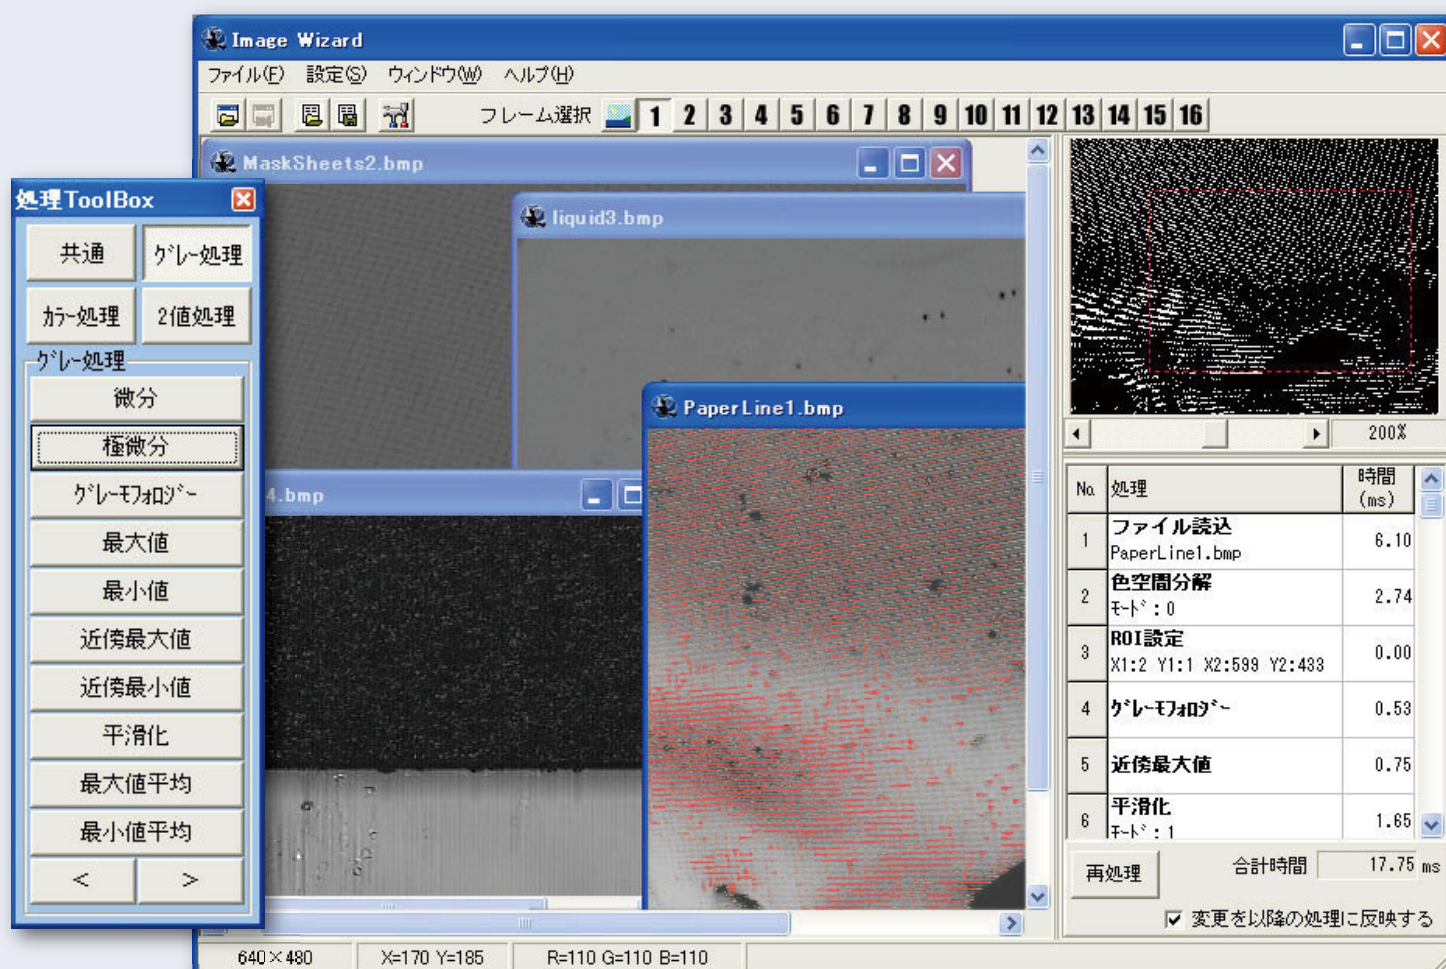 Image Wizard
ファイル(F) 設定(S) ウィンドウ(W) ヘルプ(H)
フレーム選択 1 2 3 4 5 6 7 8 9 10 11 12 13 14 15 16
MaskSheets2.bmp
liquid3.bmp
PaperLine1.bmp
4.bmp
処理ToolBox
共通 グレー処理
カラー処理 2値処理
グレー処理
微分
極微分
グレーモフォロジー
最大値
最小値
近傍最大値
近傍最小値
平滑化
最大値平均
最小値平均
< >
200%
No. 処理 時間(ms)
1 ファイル読込 6.10
PaperLine1.bmp
2 色空間分解 2.74
モード:0
3 ROI設定 0.00
X1:2 Y1:1 X2:599 Y2:433
4 グレーモフォロジー 0.53
5 近傍最大値 0.75
6 平滑化 1.65
モード:1
再処理 合計時間 17.75 ms
変更を以降の処理に反映する
640×480 X=170 Y=185 R=110 G=110 B=110